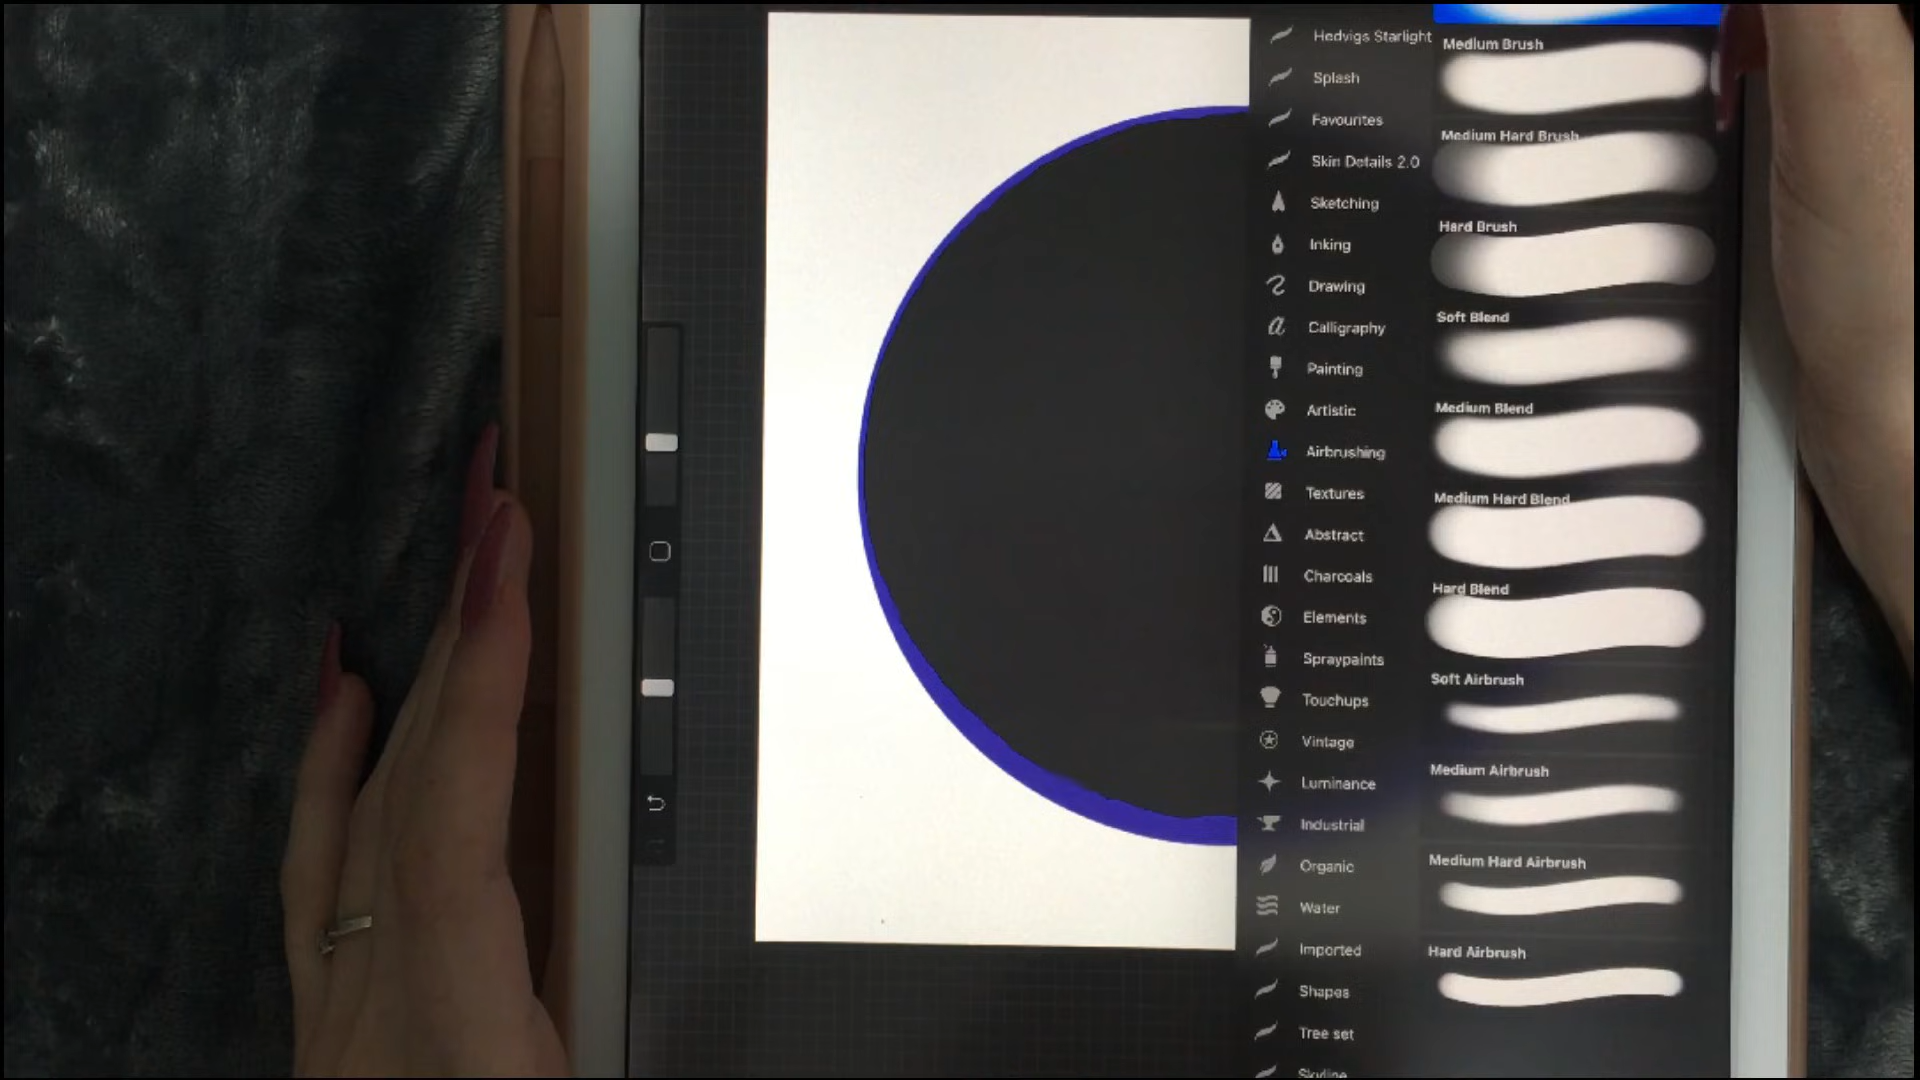 Hedvigs Starlight
Splash
Favourites
Skin Details 2.0
Sketching
Inking
Drawing
Calligraphy
Painting
Artistic
Airbrushing
Textures
Abstract
Charcoals
Elements
Spraypaints
Touchups
Vintage
Luminance
Industrial
Organic
Water
Imported
Shapes
Tree set
Skyline
Medium Brush
Medium Hard Brush
Hard Brush
Soft Blend
Medium Blend
Medium Hard Blend
Hard Blend
Soft Airbrush
Medium Airbrush
Medium Hard Airbrush
Hard Airbrush